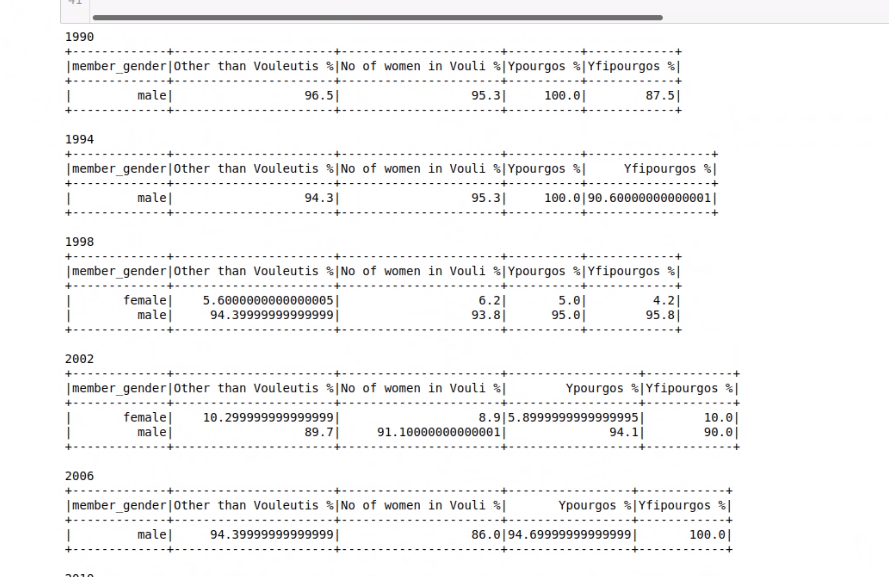 41
1990
+-------------+----------------------+----------------------+----------+------------+
|member_gender|Other than Vouleutis %|No of women in Vouli %|Ypourgos %|Yfipourgos %|
+-------------+----------------------+----------------------+----------+------------+
|         male|                  96.5|                  95.3|     100.0|        87.5|
+-------------+----------------------+----------------------+----------+------------+
1994
+-------------+----------------------+----------------------+----------+-----------------+
|member_gender|Other than Vouleutis %|No of women in Vouli %|Ypourgos %|     Yfipourgos %|
+-------------+----------------------+----------------------+----------+-----------------+
|         male|                  94.3|                  95.3|     100.0|90.60000000000001|
+-------------+----------------------+----------------------+----------+-----------------+
1998
+-------------+----------------------+----------------------+----------+------------+
|member_gender|Other than Vouleutis %|No of women in Vouli %|Ypourgos %|Yfipourgos %|
+-------------+----------------------+----------------------+----------+------------+
|       female|    5.6000000000000005|                   6.2|       5.0|         4.2|
|         male|     94.39999999999999|                  93.8|      95.0|        95.8|
+-------------+----------------------+----------------------+----------+------------+
2002
+-------------+----------------------+----------------------+------------------+------------+
|member_gender|Other than Vouleutis %|No of women in Vouli %|        Ypourgos %|Yfipourgos %|
+-------------+----------------------+----------------------+------------------+------------+
|       female|    10.299999999999999|                   8.9|5.8999999999999995|        10.0|
|         male|                  89.7|     91.10000000000001|              94.1|        90.0|
+-------------+----------------------+----------------------+------------------+------------+
2006
+-------------+----------------------+----------------------+-----------------+------------+
|member_gender|Other than Vouleutis %|No of women in Vouli %|       Ypourgos %|Yfipourgos %|
+-------------+----------------------+----------------------+-----------------+------------+
|         male|     94.39999999999999|                  86.0|94.69999999999999|       100.0|
+-------------+----------------------+----------------------+-----------------+------------+